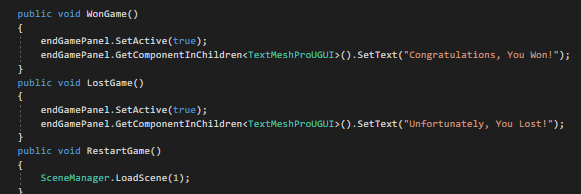 public void WonGame()
{
    endGamePanel.SetActive(true);
    endGamePanel.GetComponentInChildren<TextMeshProUGUI>().SetText("Congratulations, You Won!");
}
public void LostGame()
{
    endGamePanel.SetActive(true);
    endGamePanel.GetComponentInChildren<TextMeshProUGUI>().SetText("Unfortunately, You Lost!");
}
public void RestartGame()
{
    SceneManager.LoadScene(1);
}